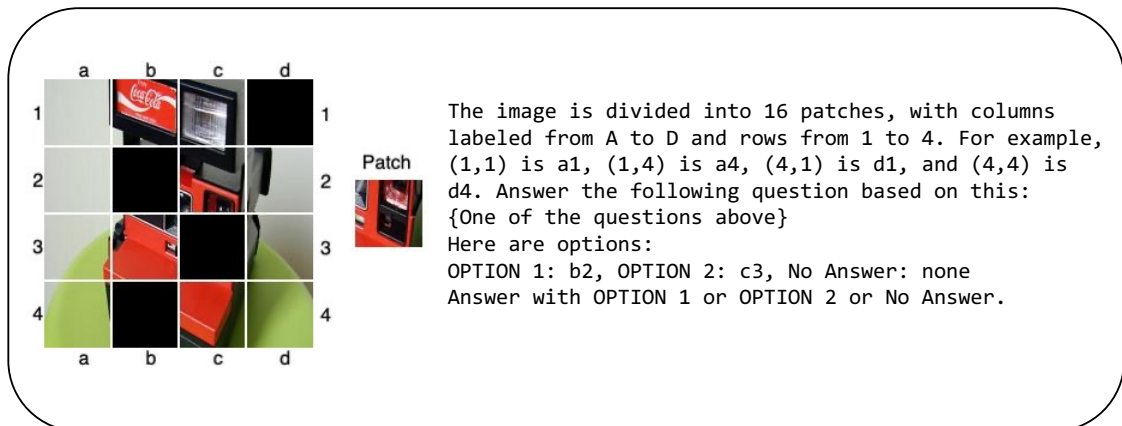 a b c d
1 1
2 2
3 3
4 4
a b c d
Coca-Cola
Patch
The image is divided into 16 patches, with columns
labeled from A to D and rows from 1 to 4. For example,
(1,1) is a1, (1,4) is a4, (4,1) is d1, and (4,4) is
d4. Answer the following question based on this:
{One of the questions above}
Here are options:
OPTION 1: b2, OPTION 2: c3, No Answer: none
Answer with OPTION 1 or OPTION 2 or No Answer.